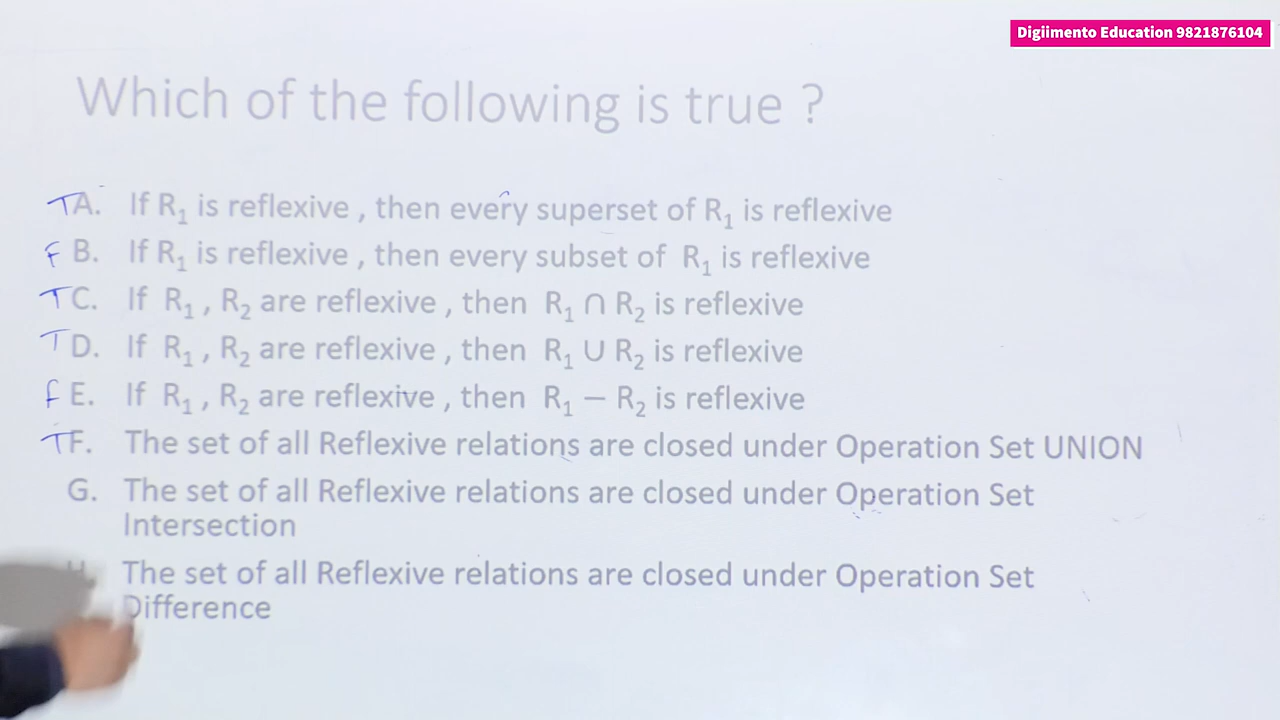 Digiimento Education 9821876104
Which of the following is true ?
T A. If R₁ is reflexive , then every superset of R₁ is reflexive
F B. If R₁ is reflexive , then every subset of R₁ is reflexive
T C. If R₁ , R₂ are reflexive , then R₁ ∩ R₂ is reflexive
T D. If R₁ , R₂ are reflexive , then R₁ ∪ R₂ is reflexive
F E. If R₁ , R₂ are reflexive , then R₁ − R₂ is reflexive
T F. The set of all Reflexive relations are closed under Operation Set UNION
G. The set of all Reflexive relations are closed under Operation Set
Intersection
The set of all Reflexive relations are closed under Operation Set
Difference